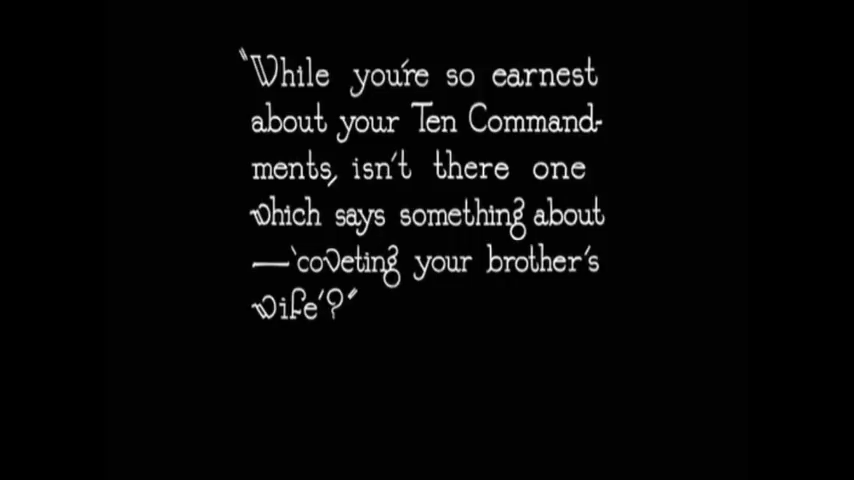 "While you're so earnest
about your Ten Command-
ments, isn't there one
which says something about
—'coveting your brother's
wife'?"